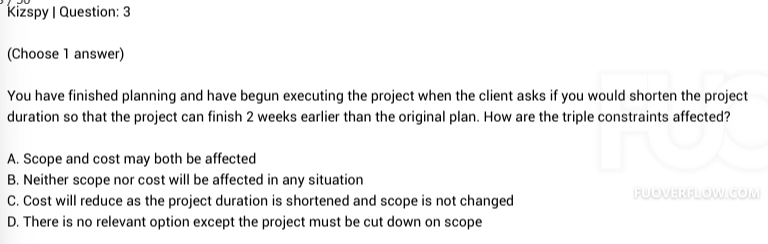 Kizspy | Question: 3
(Choose 1 answer)
You have finished planning and have begun executing the project when the client asks if you would shorten the project
duration so that the project can finish 2 weeks earlier than the original plan. How are the triple constraints affected?
A. Scope and cost may both be affected
B. Neither scope nor cost will be affected in any situation
C. Cost will reduce as the project duration is shortened and scope is not changed
D. There is no relevant option except the project must be cut down on scope
FUOVERFLOW.COM